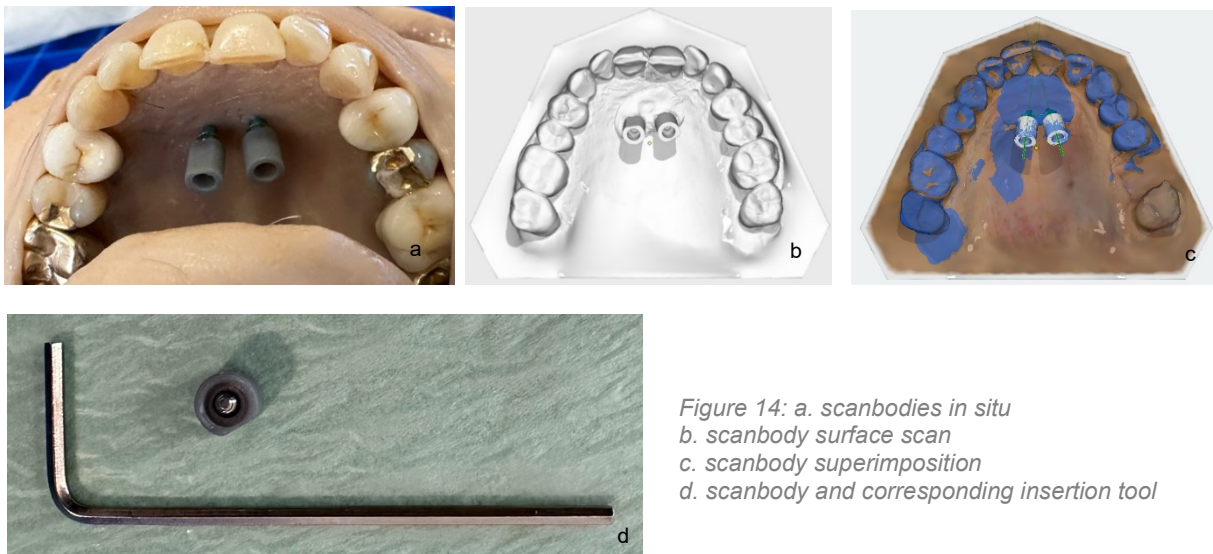 a
b
c
d
Figure 14: a. scanbodies in situ
b. scanbody surface scan
c. scanbody superimposition
d. scanbody and corresponding insertion tool